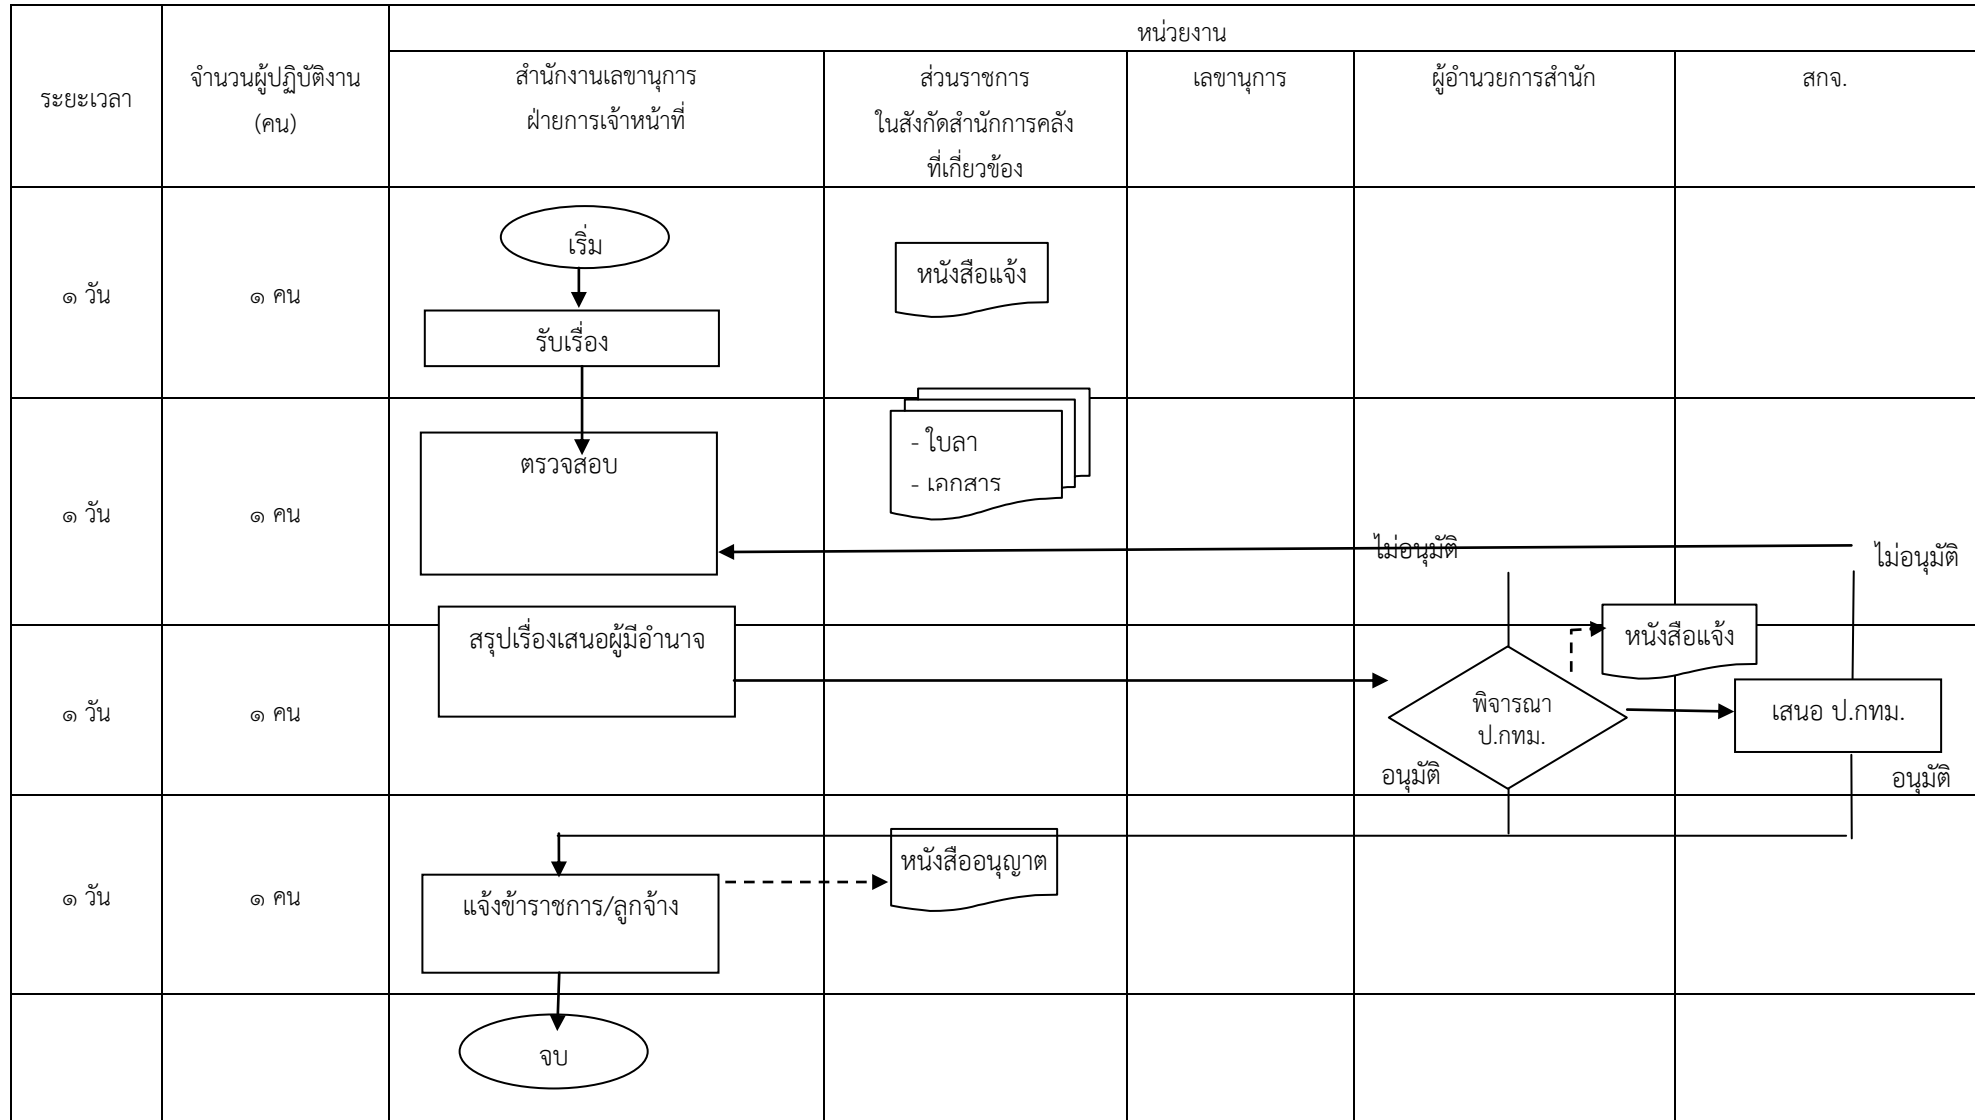 หน่วยงาน
ระยะเวลา
จำนวนผู้ปฏิบัติงาน
(คน)
สำนักงานเลขานุการ
ฝ่ายการเจ้าหน้าที่
ส่วนราชการ
ในสังกัดสำนักการคลัง
ที่เกี่ยวข้อง
เลขานุการ
ผู้อำนวยการสำนัก
สกจ.
๑ วัน
๑ คน
เริ่ม
รับเรื่อง
หนังสือแจ้ง
๑ วัน
๑ คน
ตรวจสอบ
- ใบลา
- เอกสาร
ไม่อนุมัติ
ไม่อนุมัติ
๑ วัน
๑ คน
สรุปเรื่องเสนอผู้มีอำนาจ
หนังสือแจ้ง
พิจารณา
ป.กทม.
เสนอ ป.กทม.
อนุมัติ
อนุมัติ
๑ วัน
๑ คน
แจ้งข้าราชการ/ลูกจ้าง
หนังสืออนุญาต
จบ